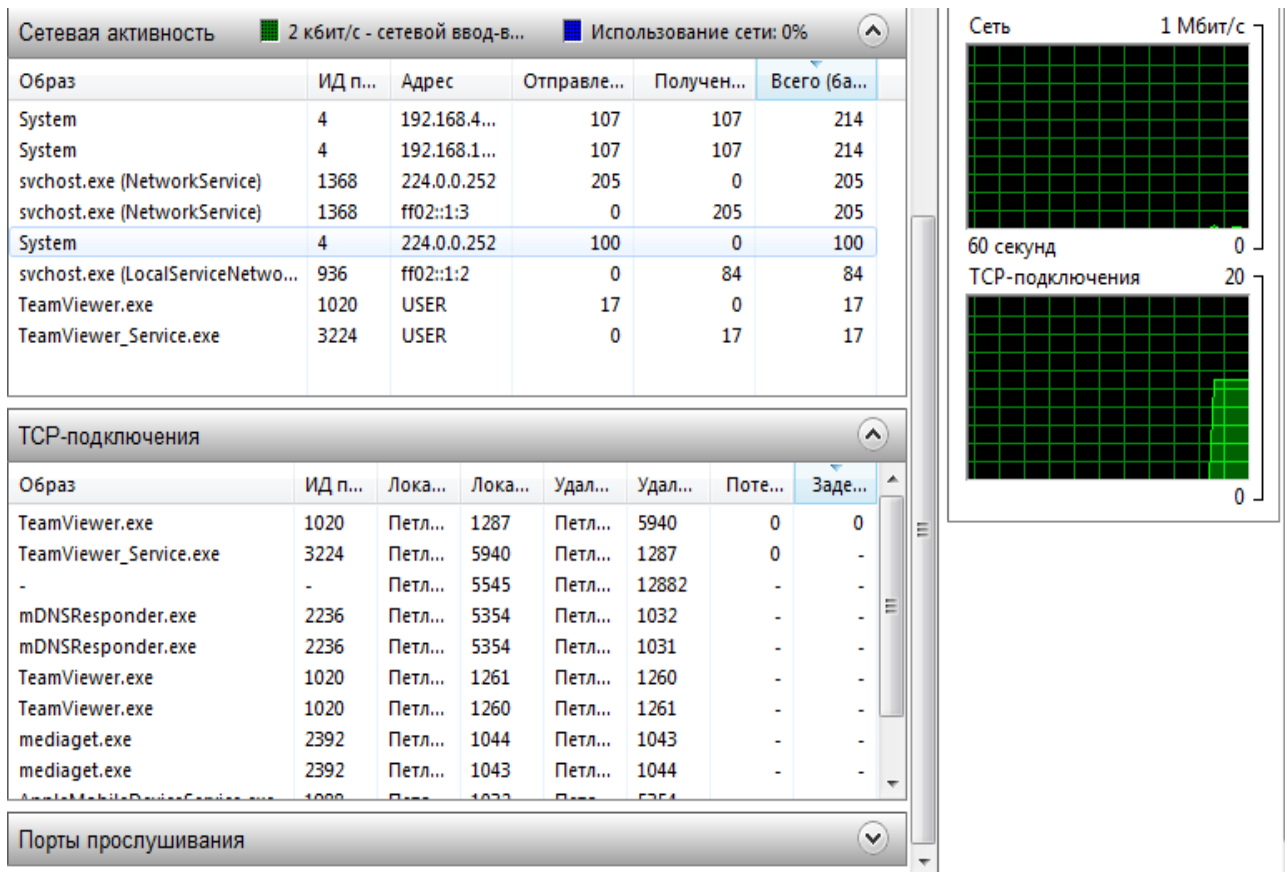 Сетевая активность 2 кбит/с - сетевой ввод-в... Использование сети: 0%
Образ ИД п... Адрес Отправле... Получен... Всего (ба...
System 4 192.168.4... 107 107 214
System 4 192.168.1... 107 107 214
svchost.exe (NetworkService) 1368 224.0.0.252 205 0 205
svchost.exe (NetworkService) 1368 ff02::1:3 0 205 205
System 4 224.0.0.252 100 0 100
svchost.exe (LocalServiceNetwo... 936 ff02::1:2 0 84 84
TeamViewer.exe 1020 USER 17 0 17
TeamViewer_Service.exe 3224 USER 0 17 17
TCP-подключения
Образ ИД п... Лока... Лока... Удал... Удал... Поте... Заде...
TeamViewer.exe 1020 Петл... 1287 Петл... 5940 0 0
TeamViewer_Service.exe 3224 Петл... 5940 Петл... 1287 0 -
- - Петл... 5545 Петл... 12882 - -
mDNSResponder.exe 2236 Петл... 5354 Петл... 1032 - -
mDNSResponder.exe 2236 Петл... 5354 Петл... 1031 - -
TeamViewer.exe 1020 Петл... 1261 Петл... 1260 - -
TeamViewer.exe 1020 Петл... 1260 Петл... 1261 - -
mediaget.exe 2392 Петл... 1044 Петл... 1043 - -
mediaget.exe 2392 Петл... 1043 Петл... 1044 - -
AppleMobileDeviceService.exe
Порты прослушивания
Сеть 1 Мбит/с
60 секунд 0
TCP-подключения 20
0